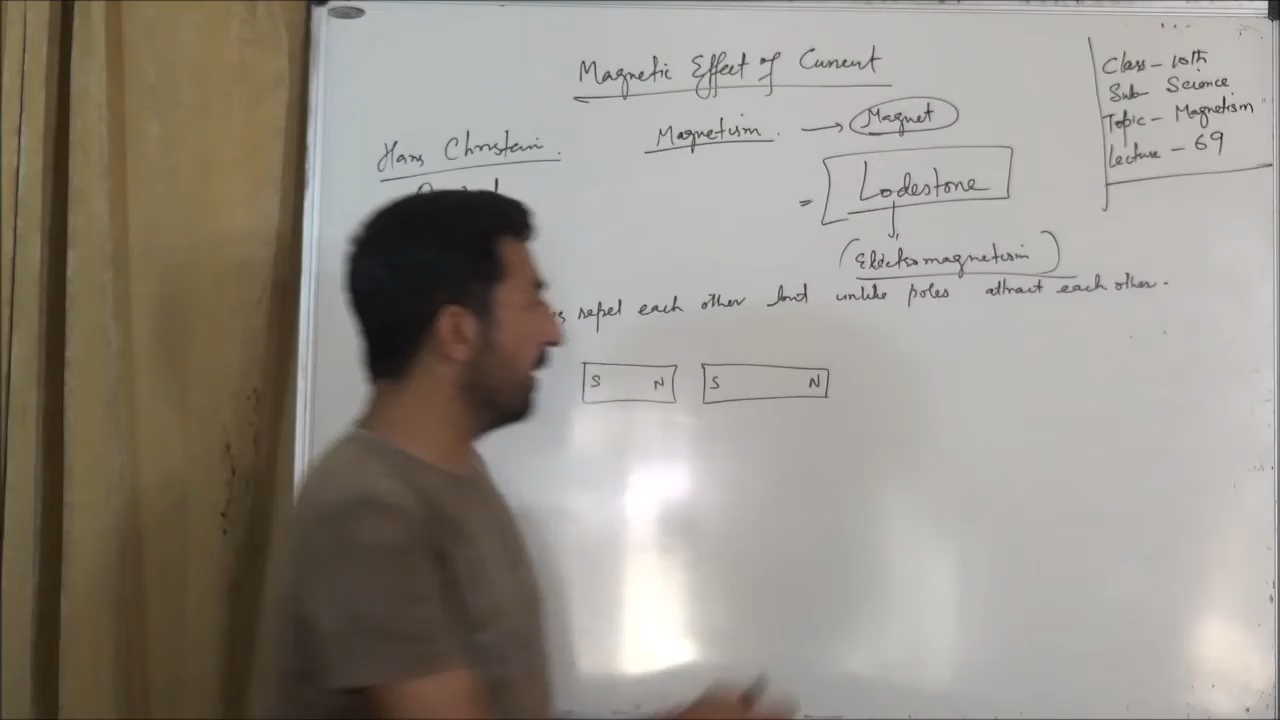 Magnetic Effect of Current
Class - 10th
Sub- Science
Topic - Magnetism
Lecture - 69
Hans Christein.
Magnetism. → Magnet
= Lodestone
(Electromagnetism)
repel each other but unlike poles attract each other.
S N S N